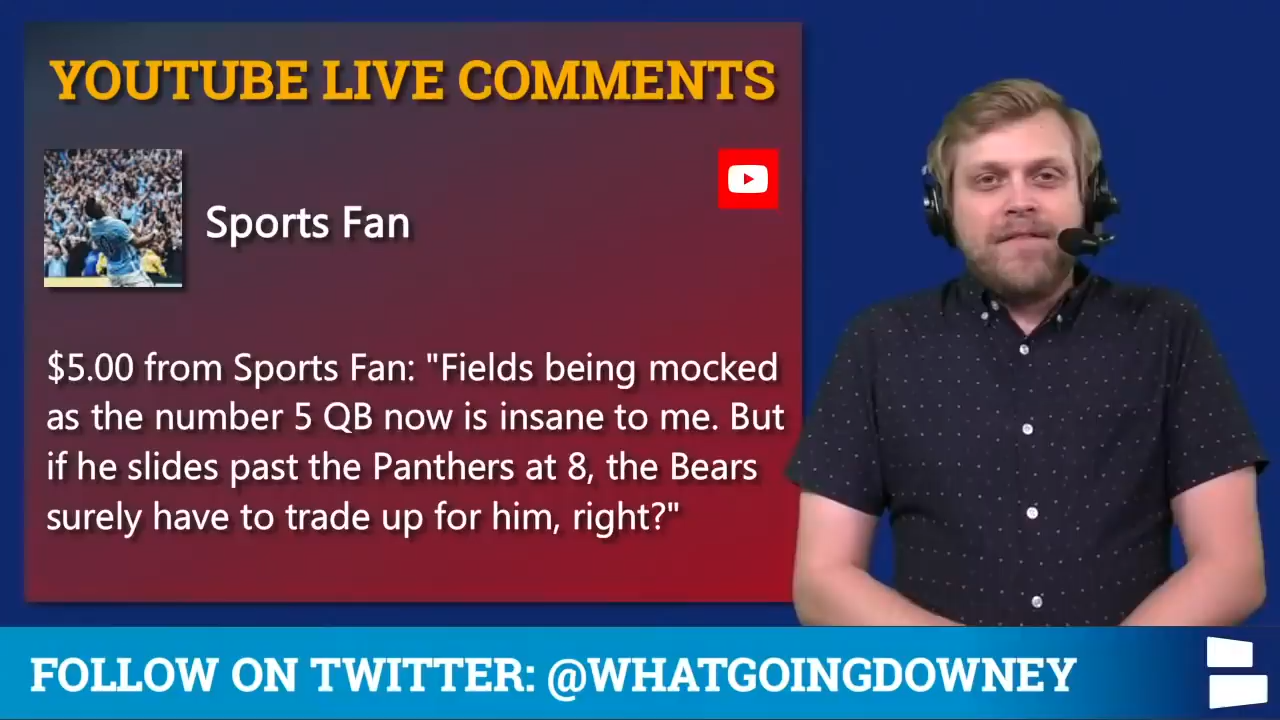 YOUTUBE LIVE COMMENTS
Sports Fan
$5.00 from Sports Fan: "Fields being mocked
as the number 5 QB now is insane to me. But
if he slides past the Panthers at 8, the Bears
surely have to trade up for him, right?"
FOLLOW ON TWITTER: @WHATGOINGDOWNEY